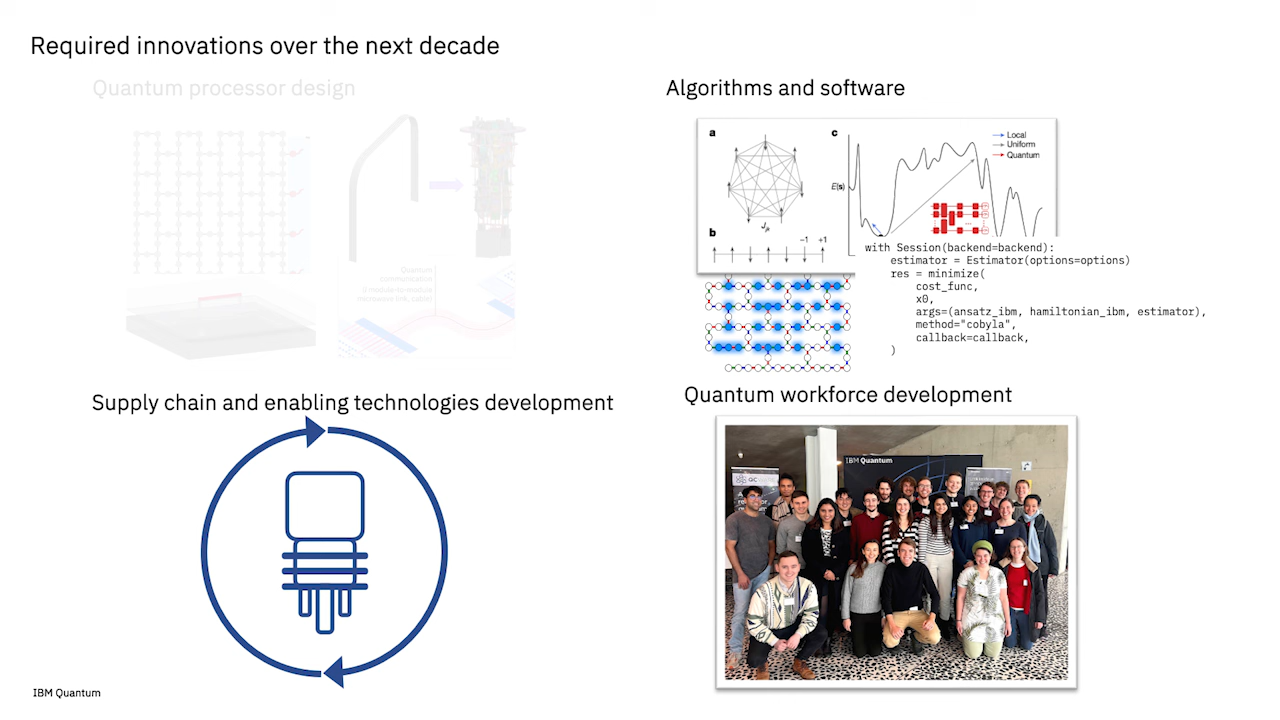 Required innovations over the next decade
Quantum processor design
Quantum
communication
Algorithms and software
a
b
c
E(s)
Local
Uniform
Quantum
−1 +1
with Session(backend=backend):
estimator = Estimator(options=options)
res = minimize(
cost_func,
x0,
args=(ansatz_ibm, hamiltonian_ibm, estimator),
method="cobyla",
callback=callback,
)
Supply chain and enabling technologies development
Quantum workforce development
IBM Quantum
IBM Quantum